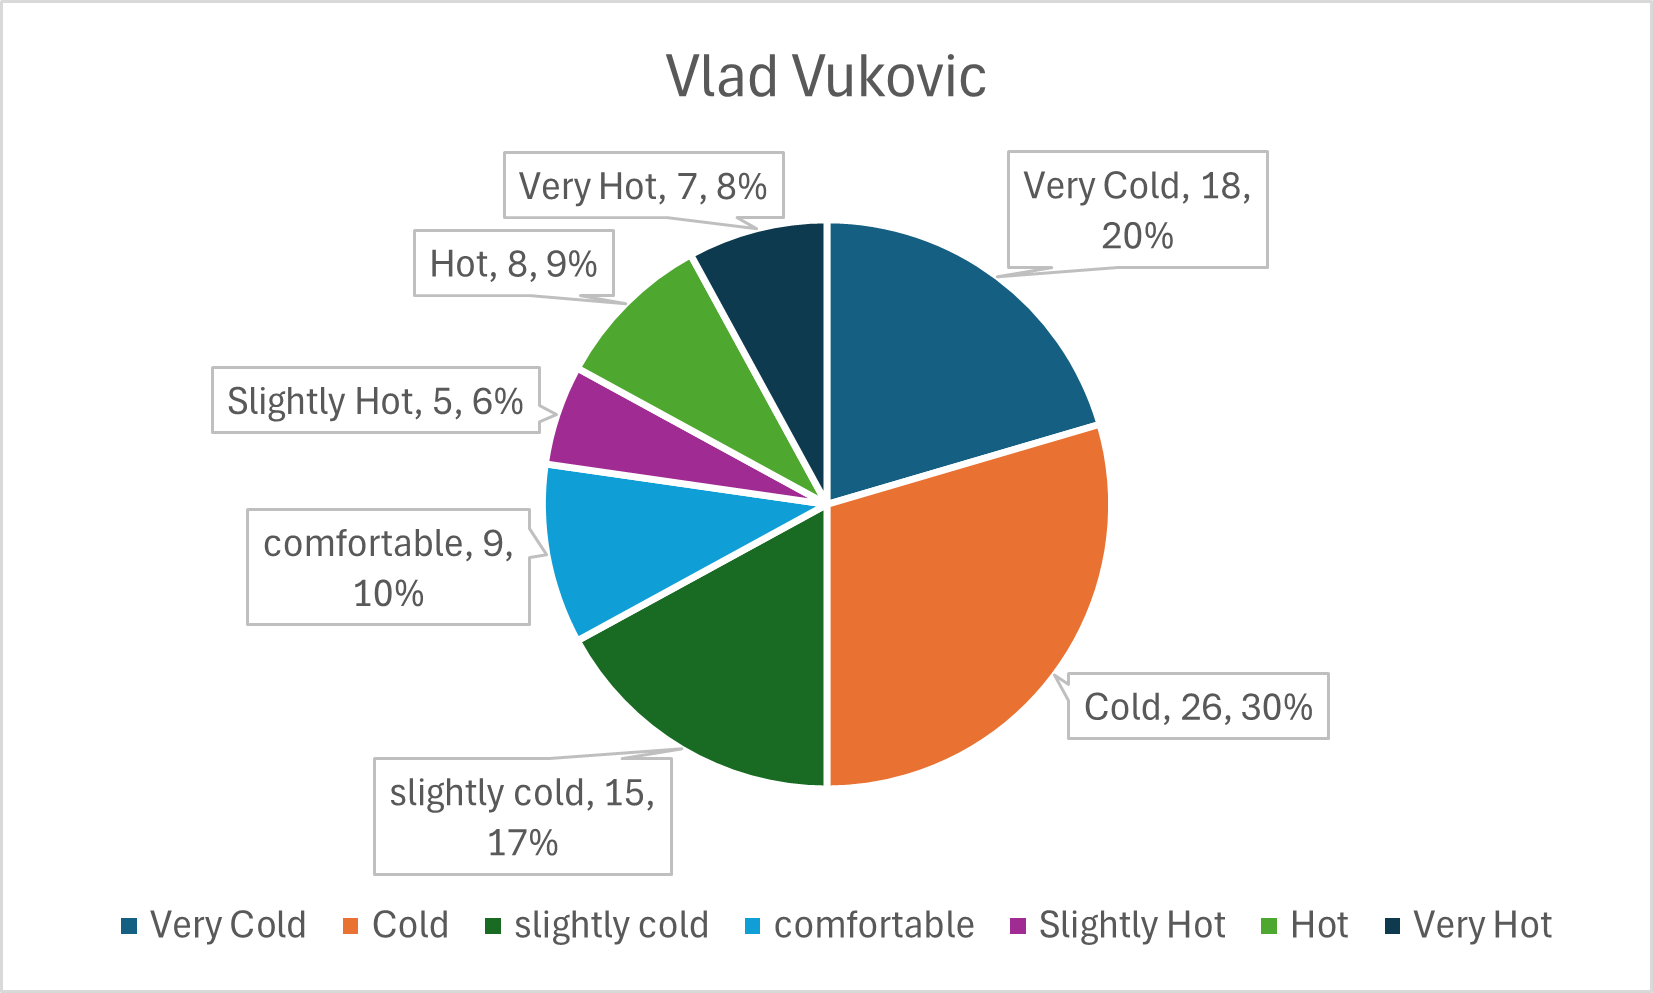 Vlad Vukovic
Very Hot, 7, 8%
Very Cold, 18,
20%
Hot, 8, 9%
Slightly Hot, 5, 6%
comfortable, 9,
10%
Cold, 26, 30%
slightly cold, 15,
17%
Very Cold Cold slightly cold comfortable Slightly Hot Hot Very Hot